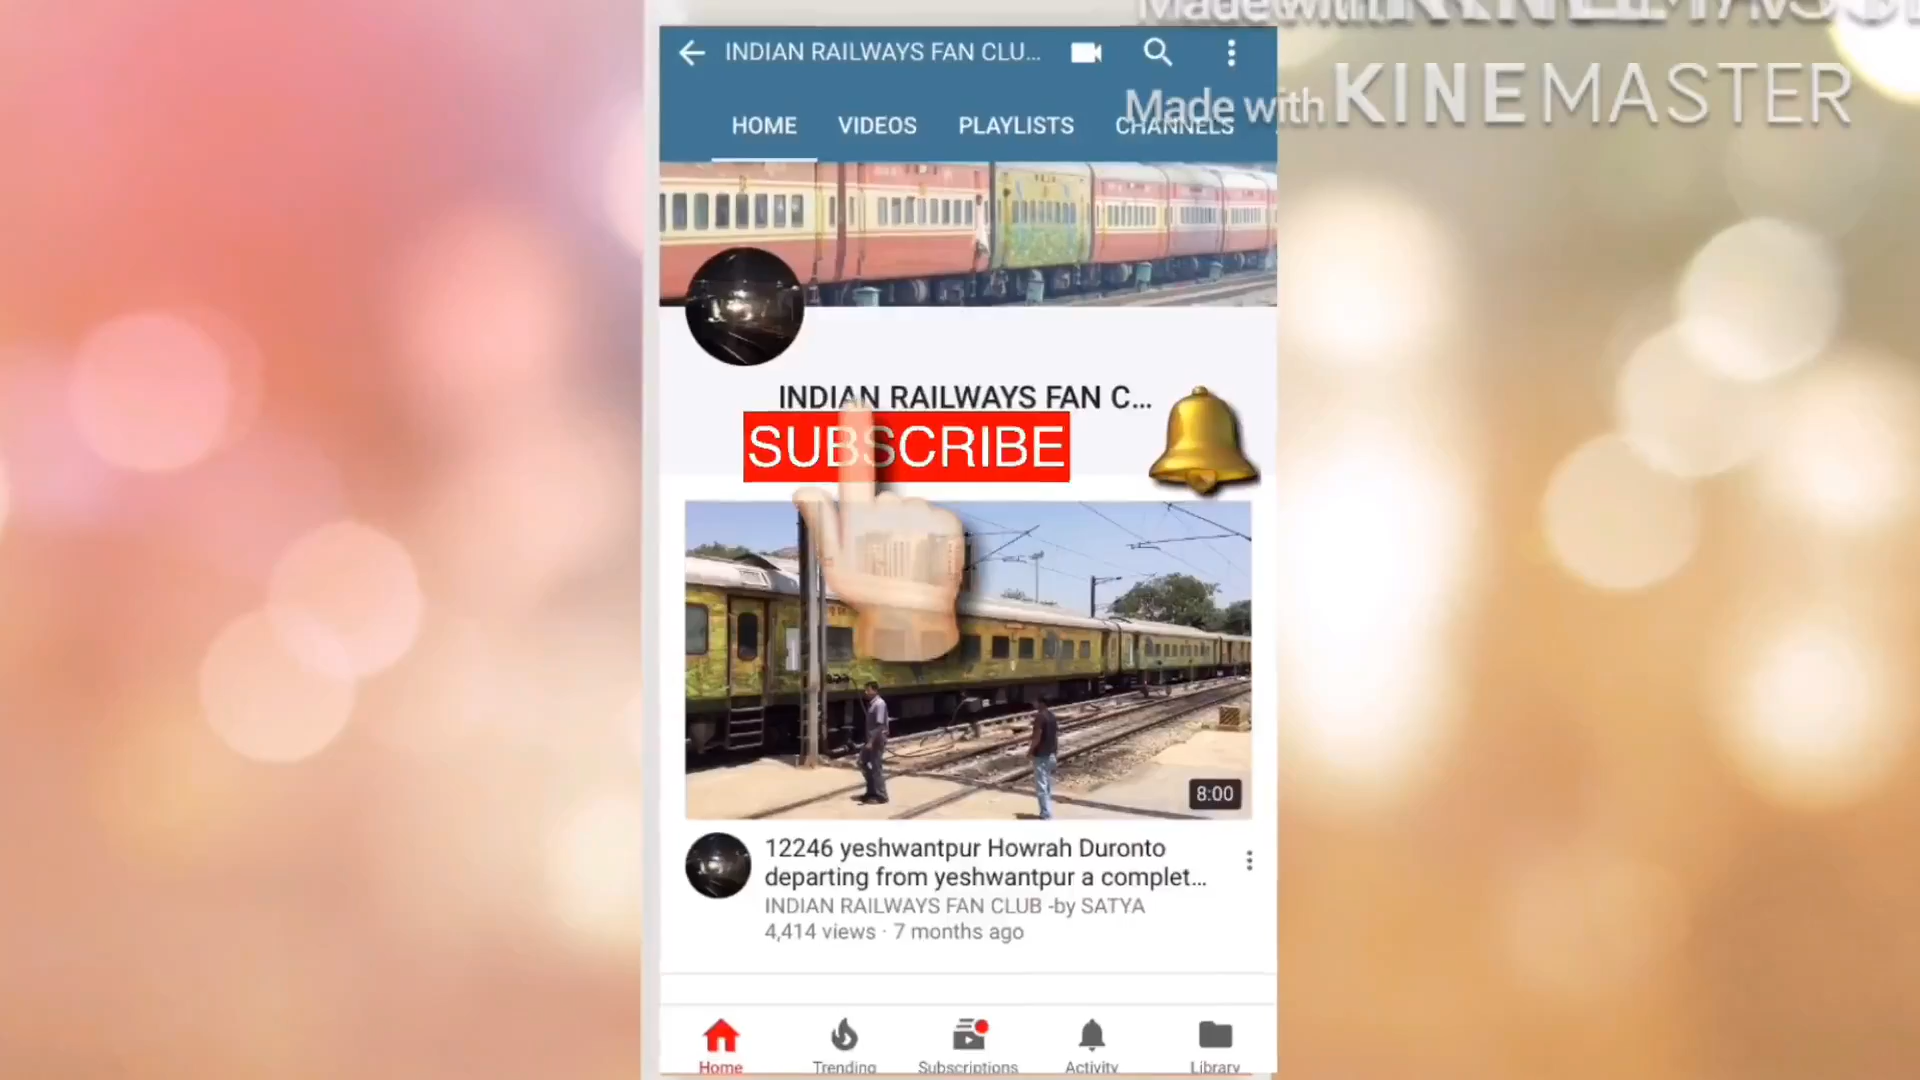 Made with KINEMASTER
INDIAN RAILWAYS FAN CLU...
Made with KINEMASTER
HOME VIDEOS PLAYLISTS CHANNELS
INDIAN RAILWAYS FAN C...
SUBSCRIBE
8:00
12246 yeshwantpur Howrah Duronto
departing from yeshwantpur a complet...
INDIAN RAILWAYS FAN CLUB -by SATYA
4,414 views · 7 months ago
Home Trending Subscriptions Activity Library